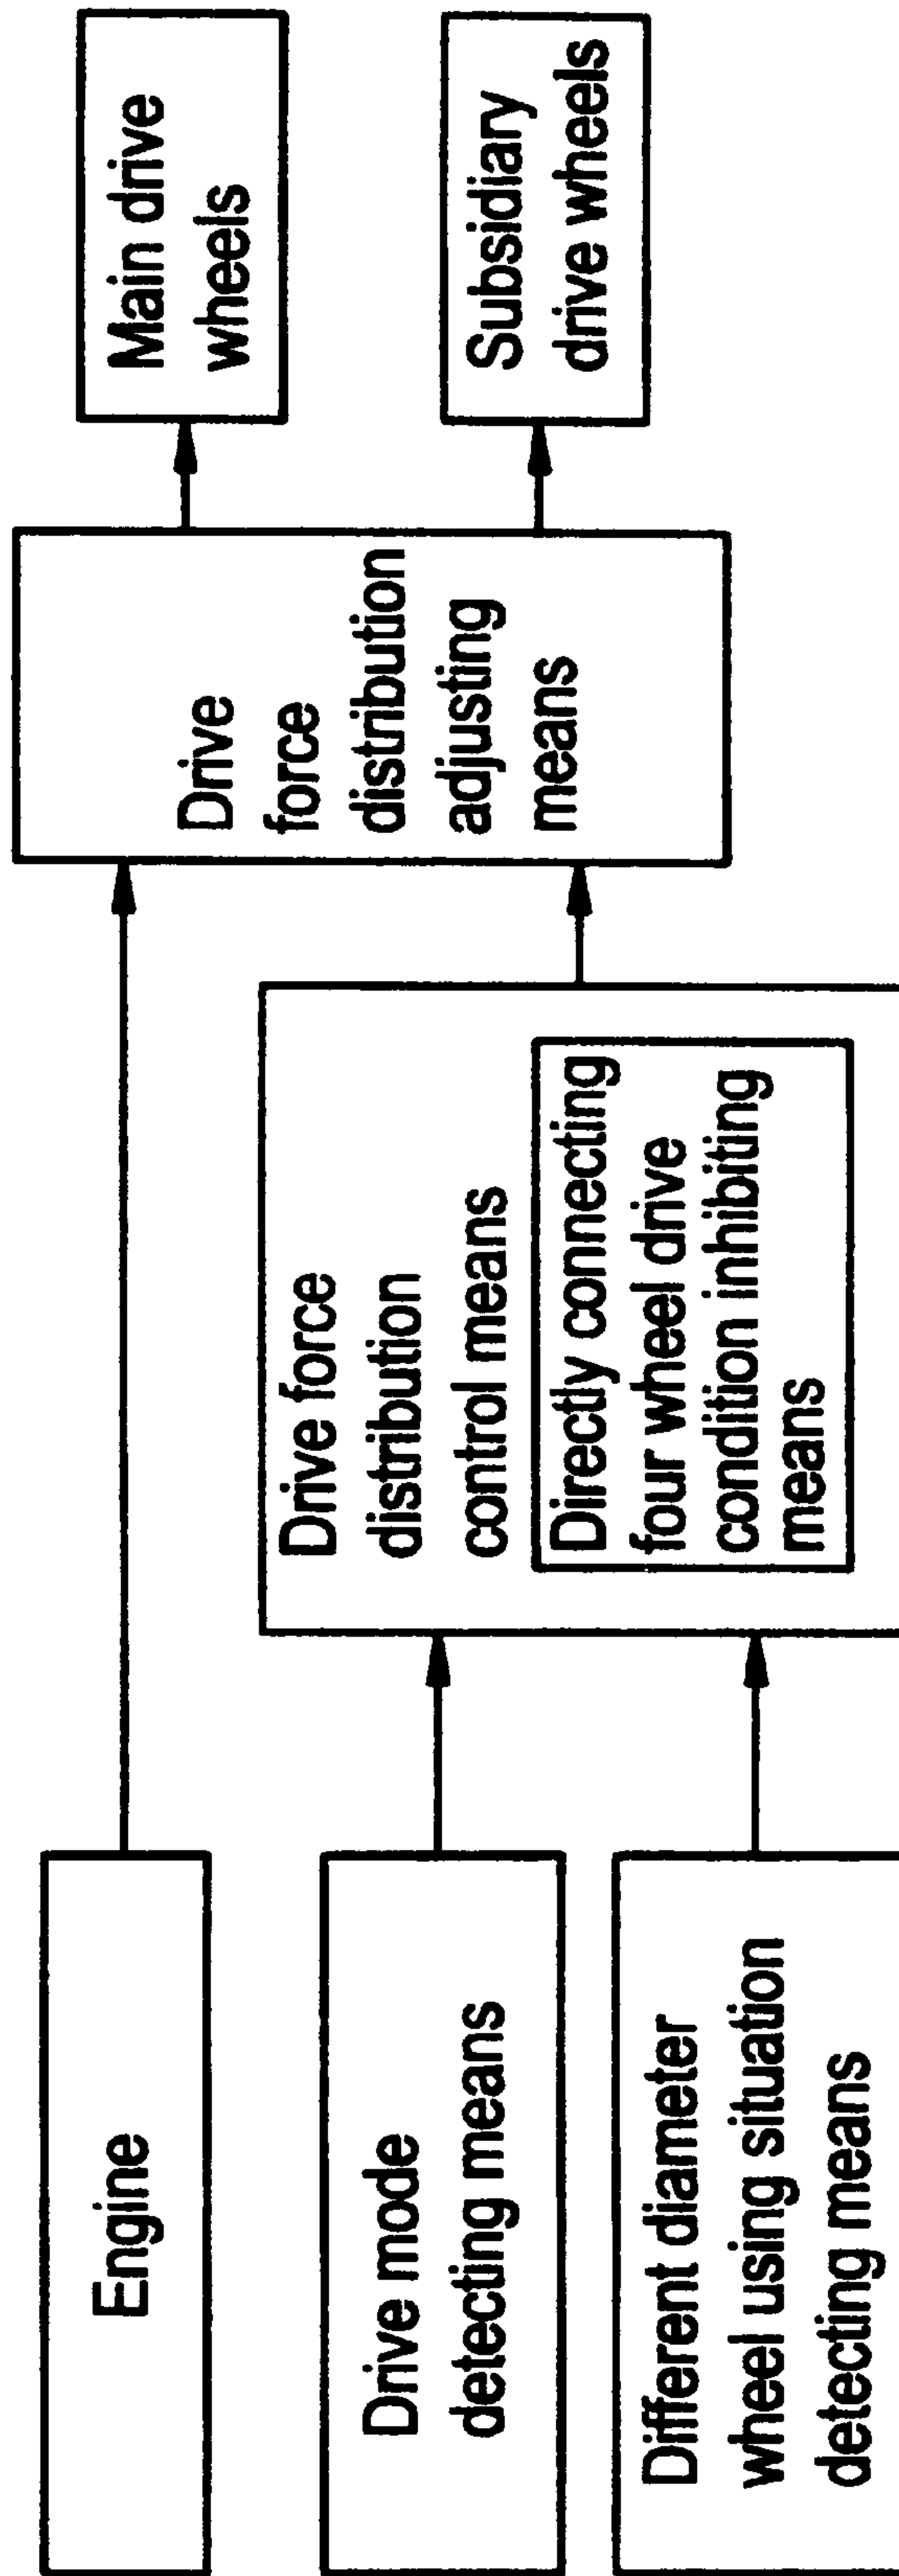 Engine
Drive mode
detecting means
Different diameter
wheel using situation
detecting means
Drive force
distribution
control means
Directly connecting
four wheel drive
condition inhibiting
means
Drive
force
distribution
adjusting
means
Main drive
wheels
Subsidiary
drive wheels